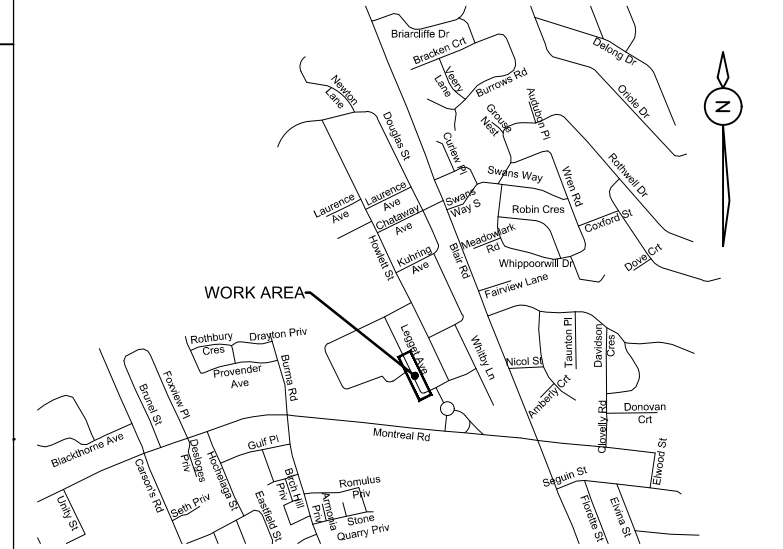 Briarcliffe Dr
Bracken Crt
Delong Dr
Veery
Lane
Burrows Rd
Newton
Lane
Oriole Dr
Audubon Pl
Grouse
Nest
N
Douglas St
Curlew Pl
Swans Way
Wren Rd
Rothwell Dr
Laurence
Ave
Laurence
Ave
Swans
Way S
Chataway
Ave
Robin Cres
Coxford St
Meadowlark
Rd
Howlett St
Kuhring
Ave
Blair Rd
Whippoorwill Dr
Dove Crt
Fairview Lane
WORK AREA
Rothbury
Cres
Drayton Priv
Legget Ave
Whitby Ln
Taunton Pl
Davidson
Cres
Nicol St
Provender
Ave
Burma Rd
Brunel St
Foxview Pl
Amberly Crt
Clovelly Rd
Donovan
Crt
Montreal Rd
Blackthorne Ave
Gulf Pl
Desloges
Priv
Hochelaga St
Carson's Rd
Elwood St
Seguin St
Birch Hill
Priv
Romulus
Priv
Unity St
Seth Priv
Eastfield St
Armonia
Priv
Stone
Quarry Priv
Florette St
Elvina St